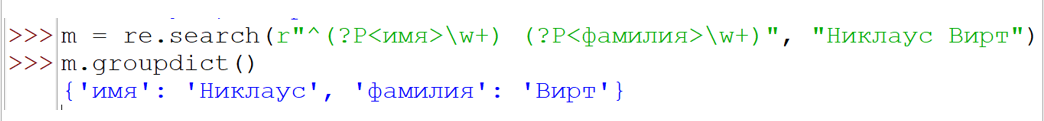 >>> m = re.search(r"^(?P<имя>\w+) (?P<фамилия>\w+)", "Никлаус Вирт")
>>> m.groupdict()
{'имя': 'Никлаус', 'фамилия': 'Вирт'}